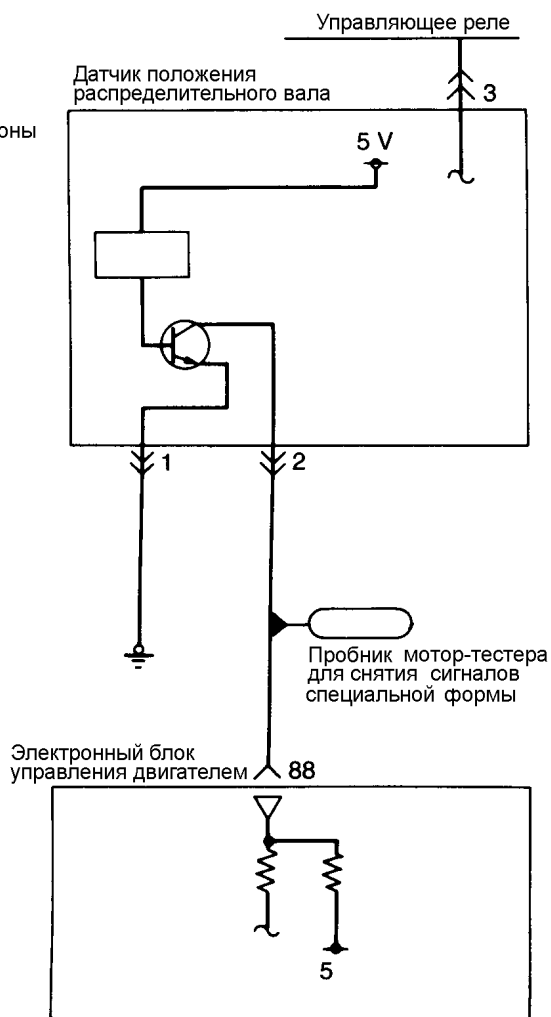 Управляющее реле
Датчик положения
распределительного вала
3
оны
5 V
1
2
Пробник мотор-тестера
для снятия сигналов
специальной формы
Электронный блок
управления двигателем
88
5